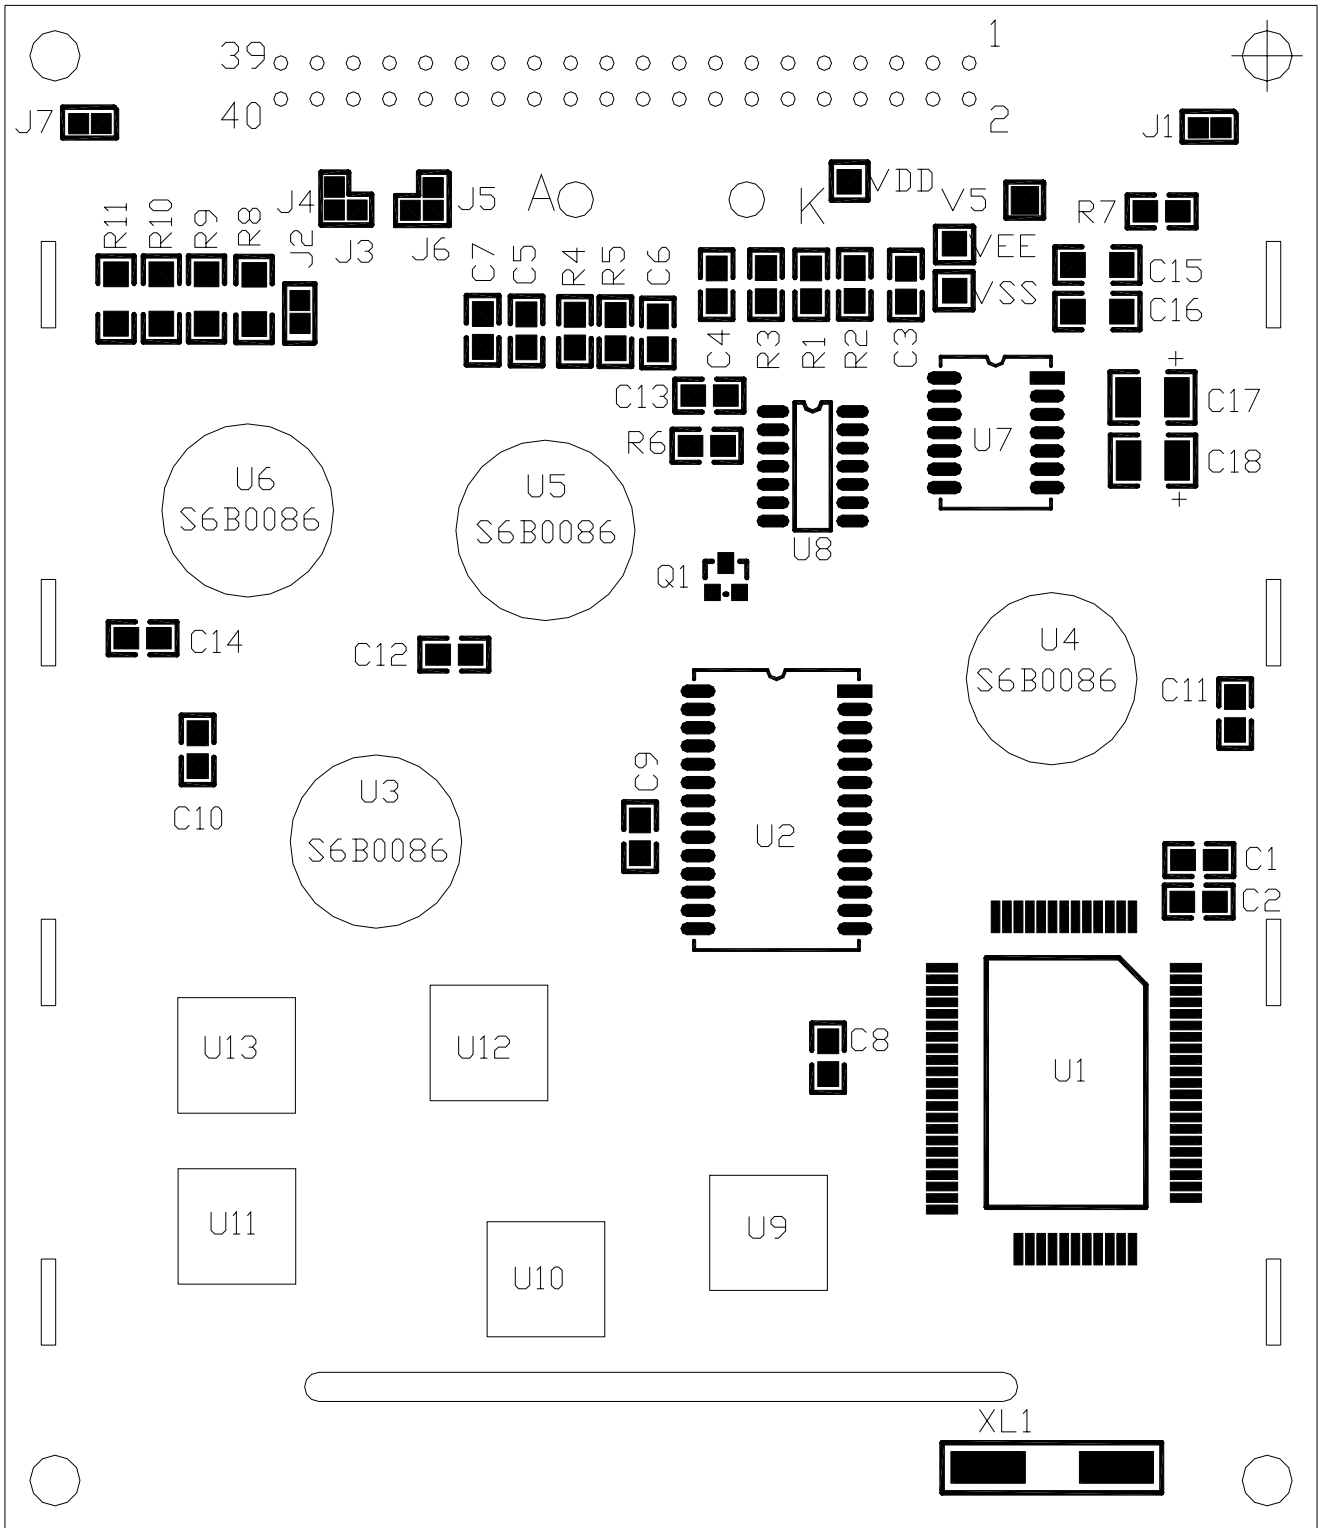 39
1
40
2
J7
J1
J4
J3
J5
J6
A
K
VDD
V5
R7
R11
R10
R9
R8
J2
C7
C5
R4
R5
C6
VEE
VSS
C15
C16
C4
R3
R1
R2
C3
+
C13
C17
R6
U7
C18
+
U6
S6B0086
U5
S6B0086
U8
Q1
C14
C12
U4
S6B0086
C11
C10
U3
S6B0086
C9
U2
C1
C2
U13
U12
C8
U1
U11
U10
U9
XL1